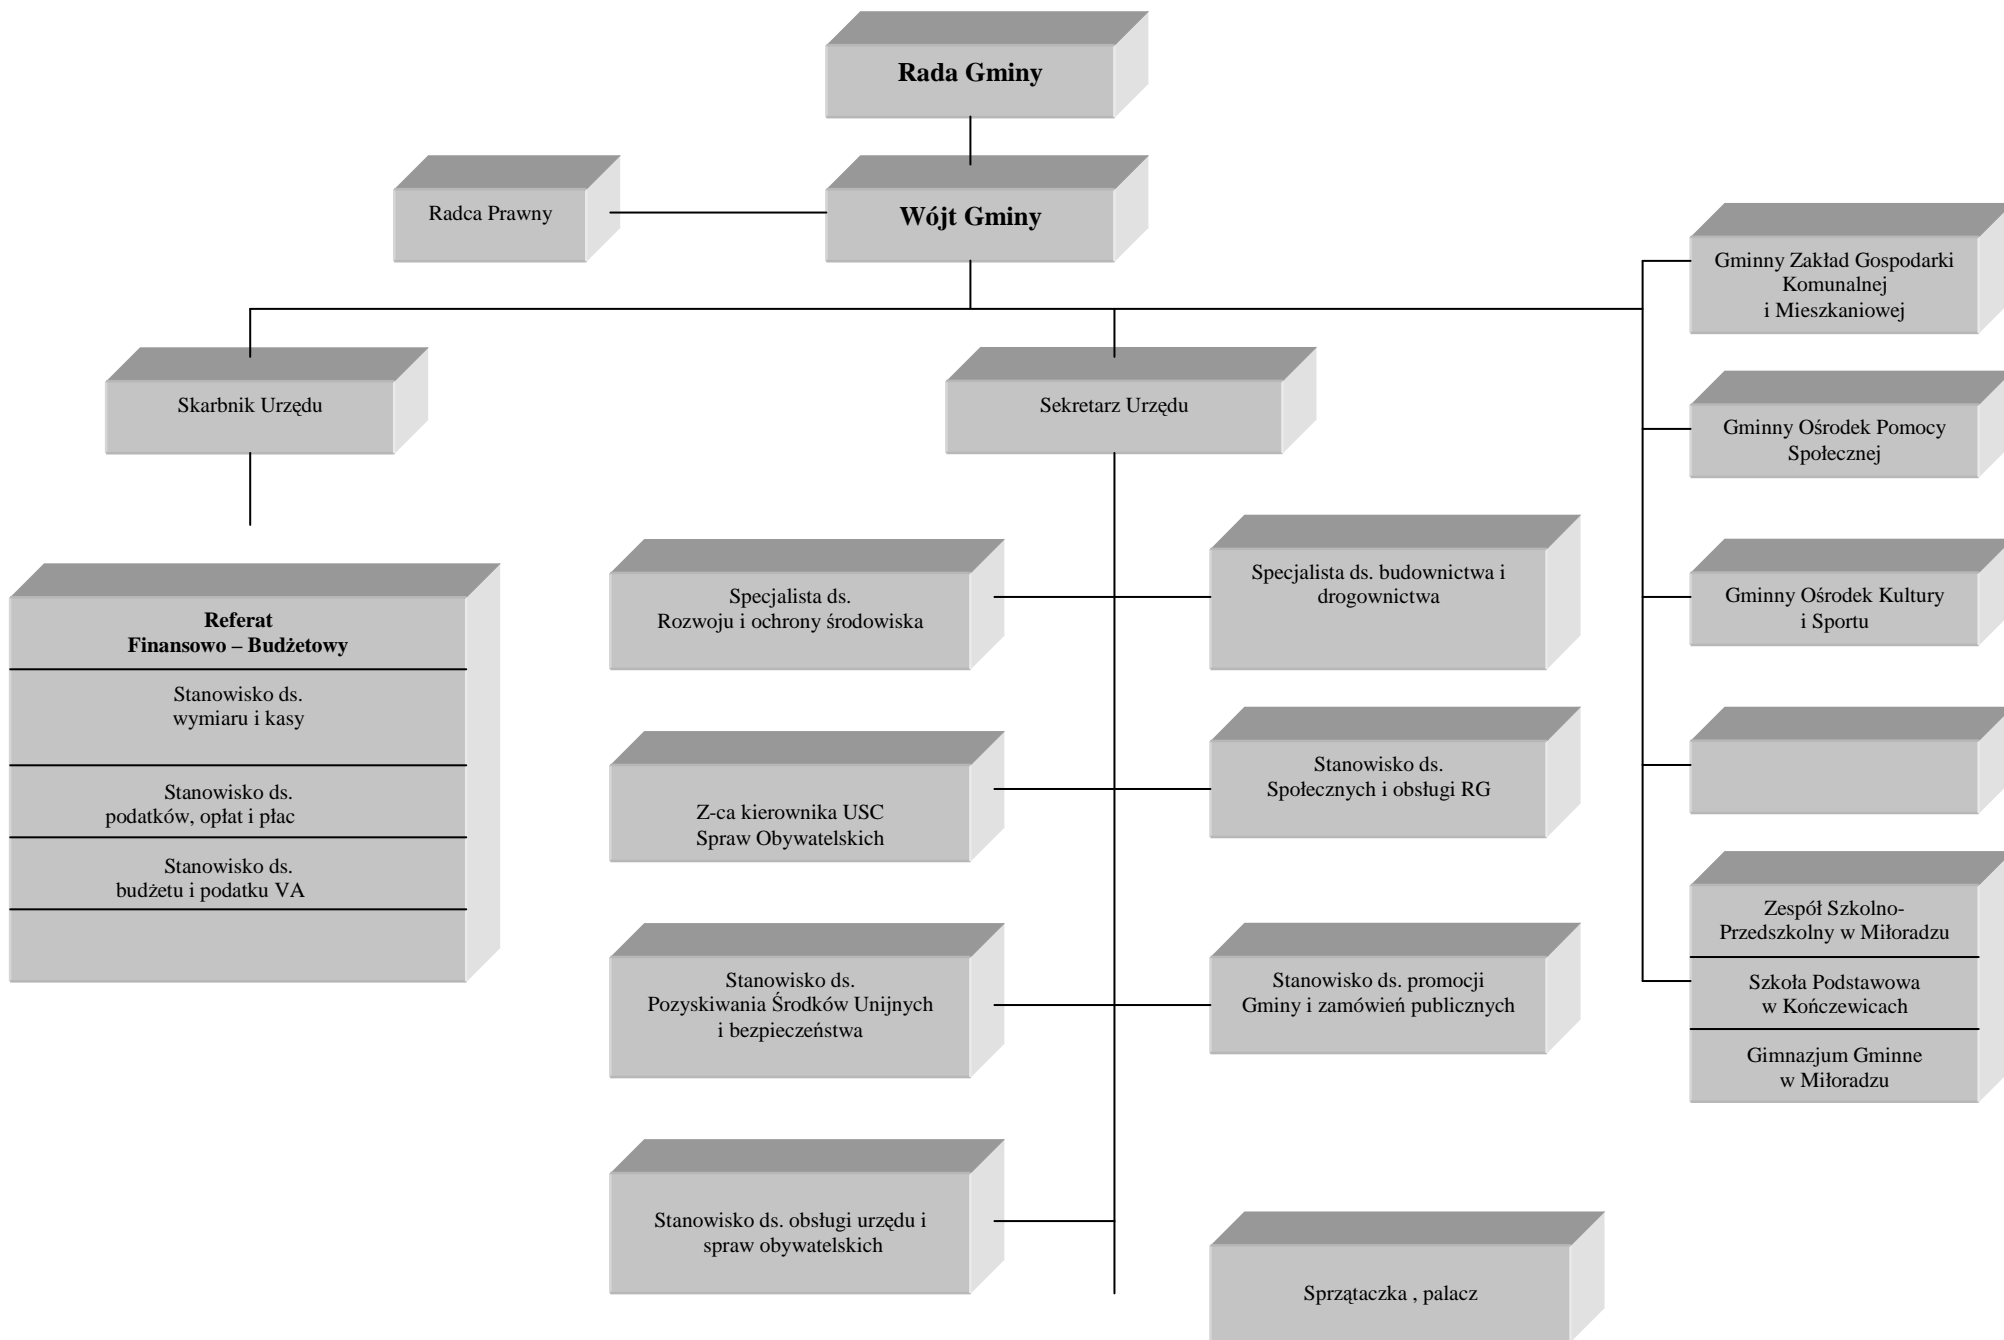 Rada Gminy
Radca Prawny
Wójt Gminy
Gminny Zakład Gospodarki
Komunalnej
i Mieszkaniowej
Skarbnik Urzędu
Sekretarz Urzędu
Gminny Ośrodek Pomocy
Społecznej
Referat
Finansowo – Budżetowy
Stanowisko ds.
wymiaru i kasy
Stanowisko ds.
podatków, opłat i płac
Stanowisko ds.
budżetu i podatku VA
Specjalista ds.
Rozwoju i ochrony środowiska
Specjalista ds. budownictwa i
drogownictwa
Gminny Ośrodek Kultury
i Sportu
Z-ca kierownika USC
Spraw Obywatelskich
Stanowisko ds.
Społecznych i obsługi RG
Stanowisko ds.
Pozyskiwania Środków Unijnych
i bezpieczeństwa
Stanowisko ds. promocji
Gminy i zamówień publicznych
Zespół Szkolno-
Przedszkolny w Miłoradzu
Szkoła Podstawowa
w Kończewicach
Gimnazjum Gminne
w Miłoradzu
Stanowisko ds. obsługi urzędu i
spraw obywatelskich
Sprzątaczka , palacz